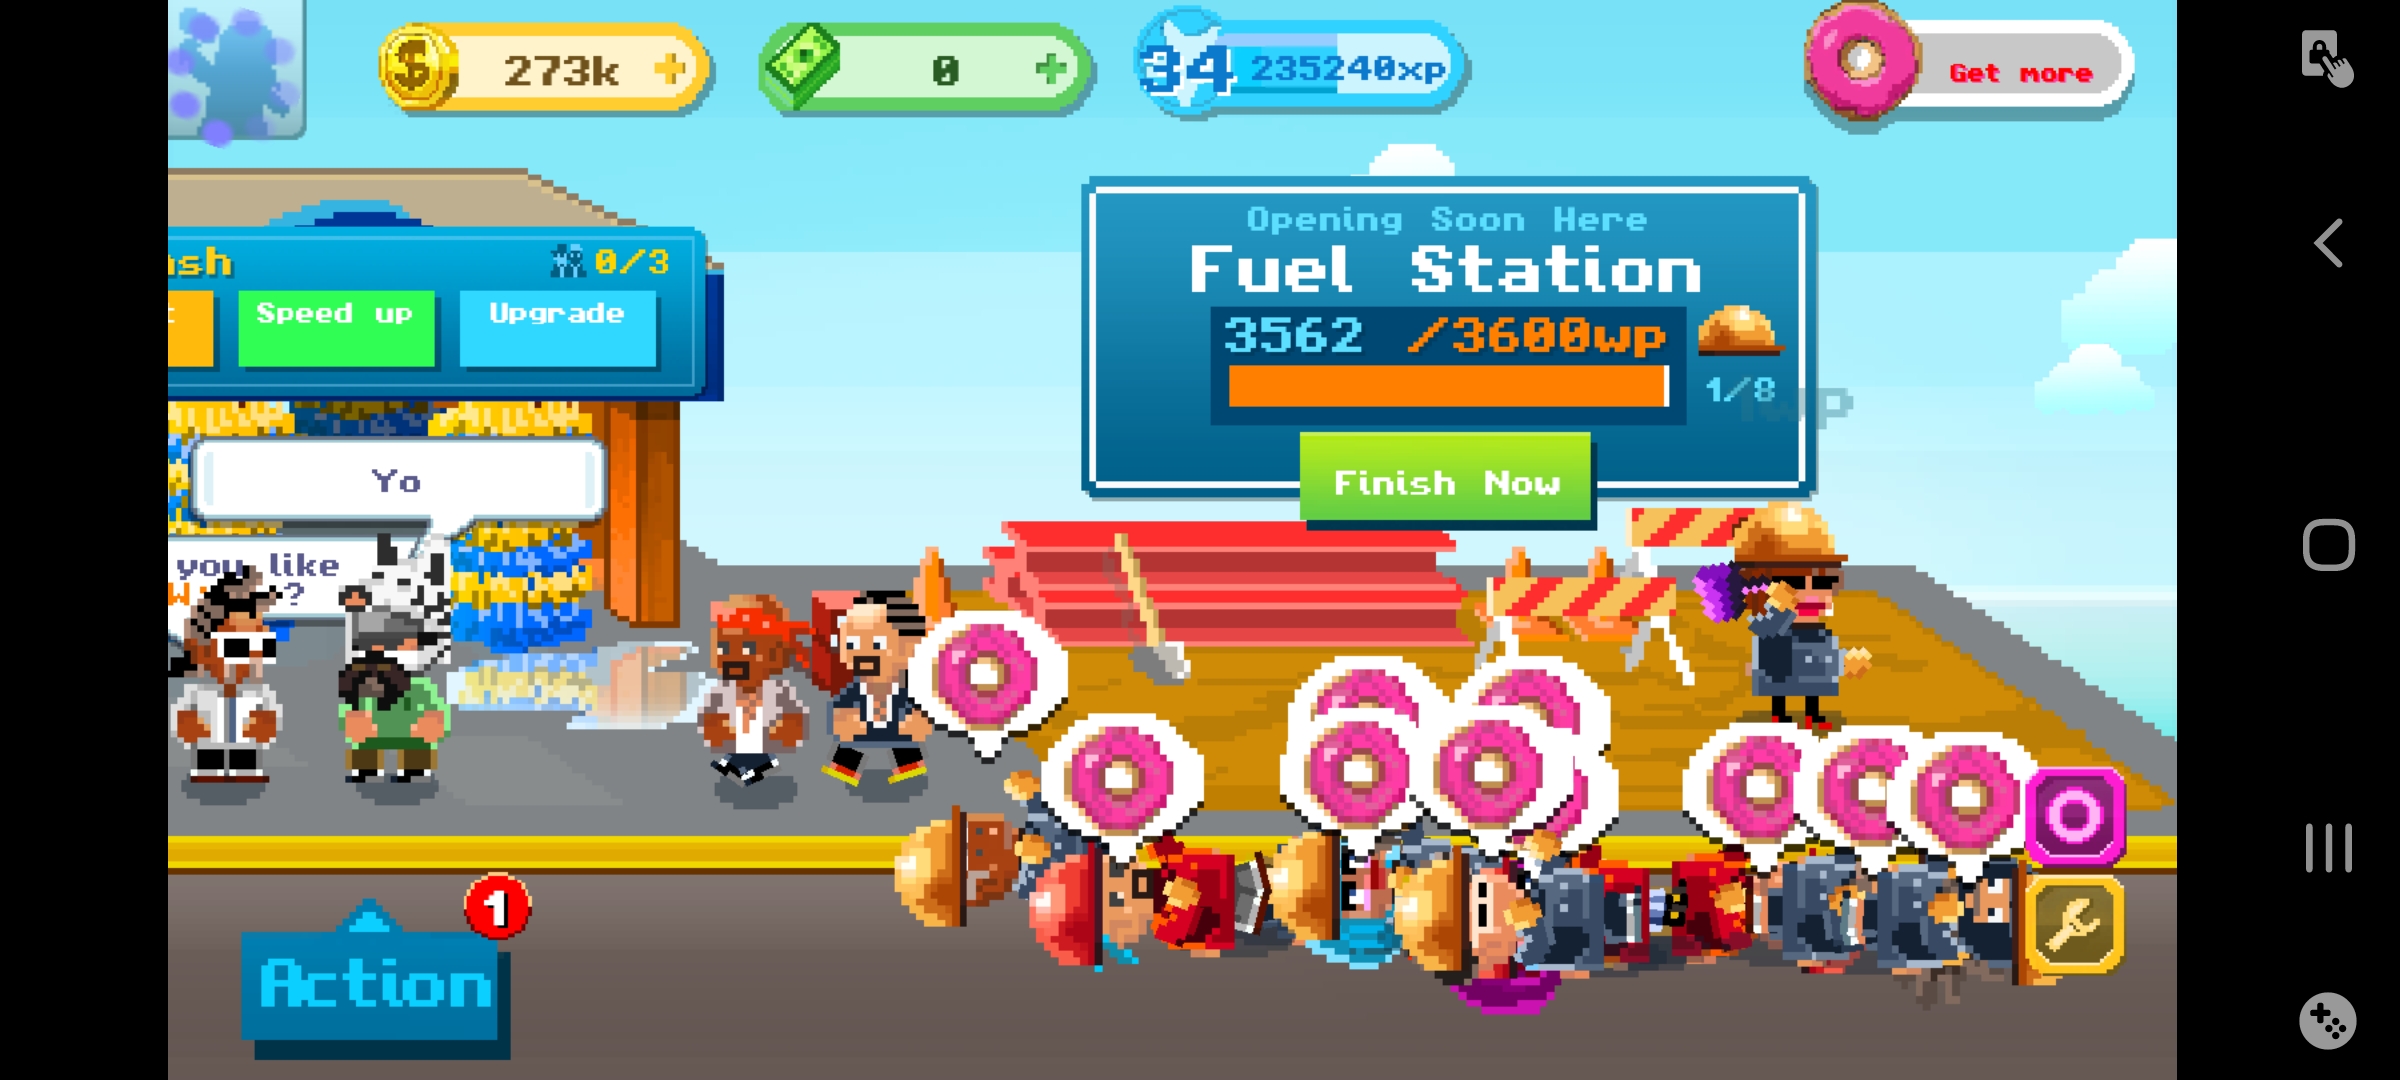 273k
0
34
235240xp
Get more
Opening Soon Here
Fuel Station
3562 /3600wp
1/8
wp
Finish Now
0/3
Speed up
Upgrade
Yo
you like
?
1
Action